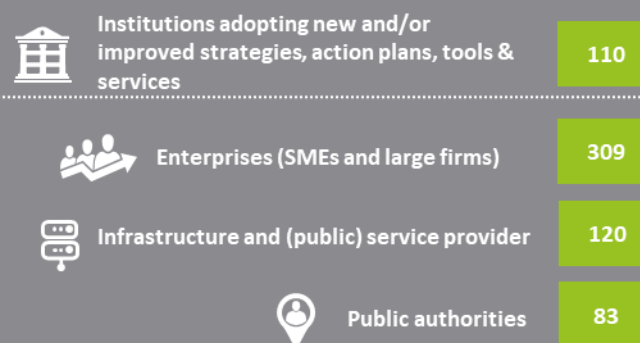 Institutions adopting new and/or
improved strategies, action plans, tools &
services
110
Enterprises (SMEs and large firms)
309
Infrastructure and (public) service provider
120
Public authorities
83